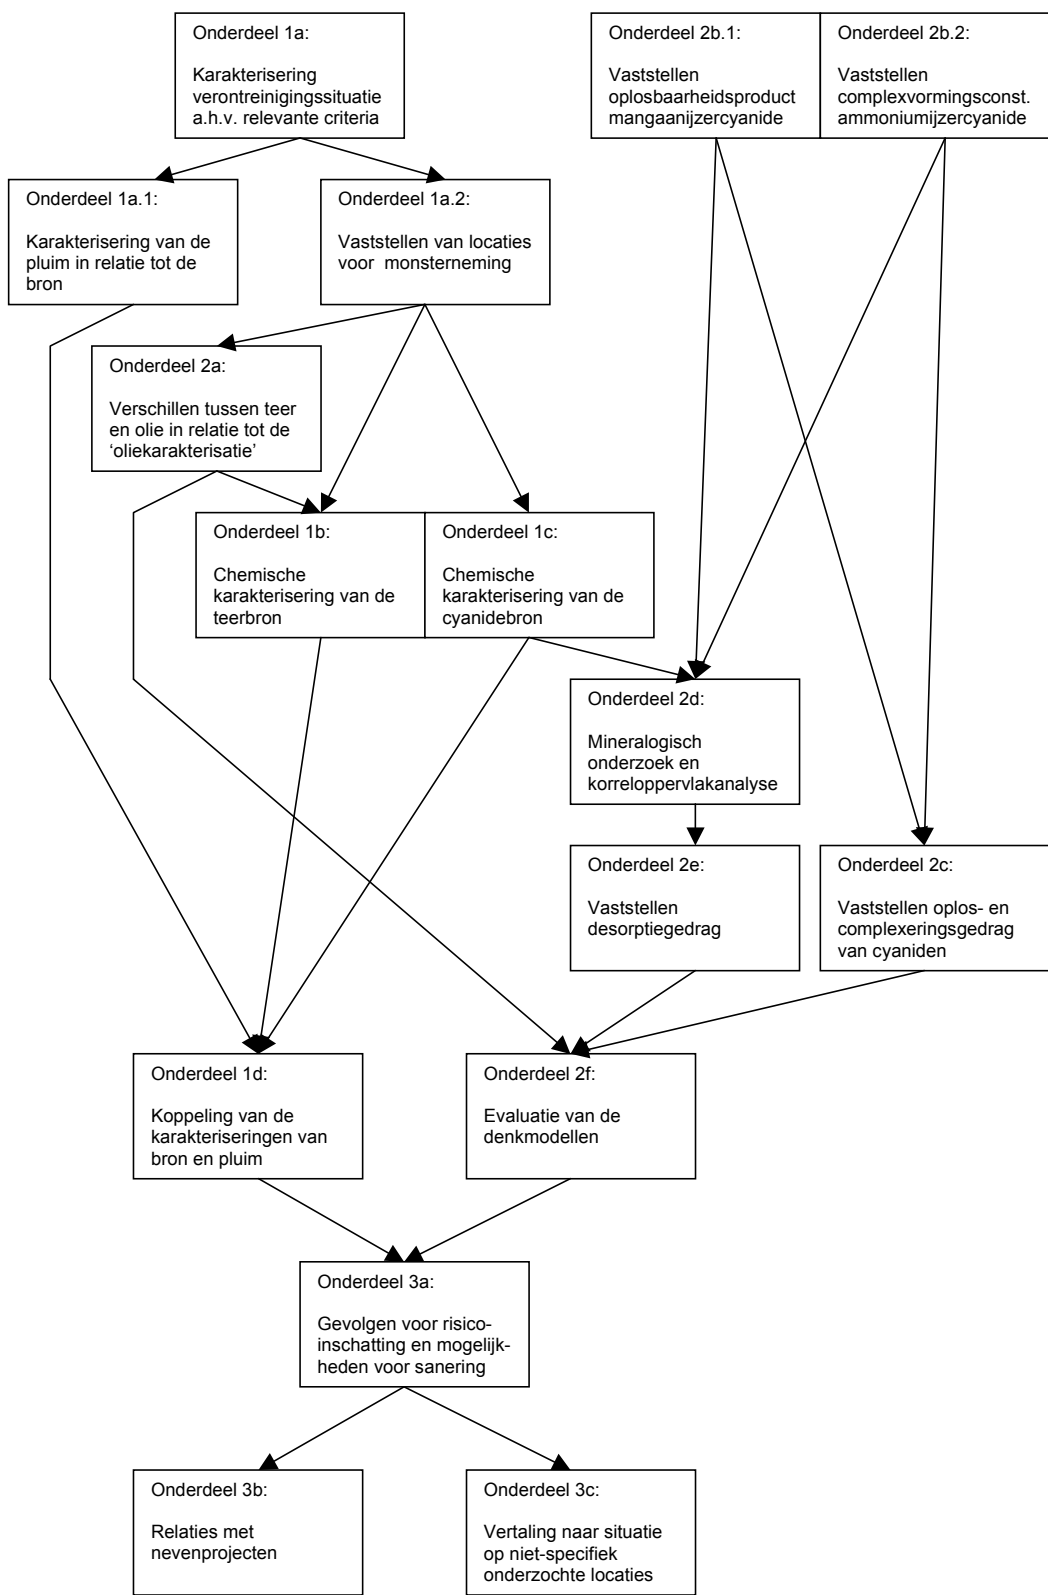 Onderdeel 1a:
Karakterisering
verontreinigingssituatie
a.h.v. relevante criteria
Onderdeel 2b.1:
Vaststellen
oplosbaarheidsproduct
mangaanijzercyanide
Onderdeel 2b.2:
Vaststellen
complexvormingsconst.
ammoniumijzercyanide
Onderdeel 1a.1:
Karakterisering van de
pluim in relatie tot de
bron
Onderdeel 1a.2:
Vaststellen van locaties
voor monsterneming
Onderdeel 2a:
Verschillen tussen teer
en olie in relatie tot de
‘oliekarakterisatie’
Onderdeel 1b:
Chemische
karakterisering van de
teerbron
Onderdeel 1c:
Chemische
karakterisering van de
cyanidebron
Onderdeel 2d:
Mineralogisch
onderzoek en
korreloppervlakanalyse
Onderdeel 2e:
Vaststellen
desorptiegedrag
Onderdeel 2c:
Vaststellen oplos- en
complexeringsgedrag
van cyaniden
Onderdeel 1d:
Koppeling van de
karakteriseringen van
bron en pluim
Onderdeel 2f:
Evaluatie van de
denkmodellen
Onderdeel 3a:
Gevolgen voor risico-
inschatting en mogelijk-
heden voor sanering
Onderdeel 3b:
Relaties met
nevenprojecten
Onderdeel 3c:
Vertaling naar situatie
op niet-specifiek
onderzochte locaties